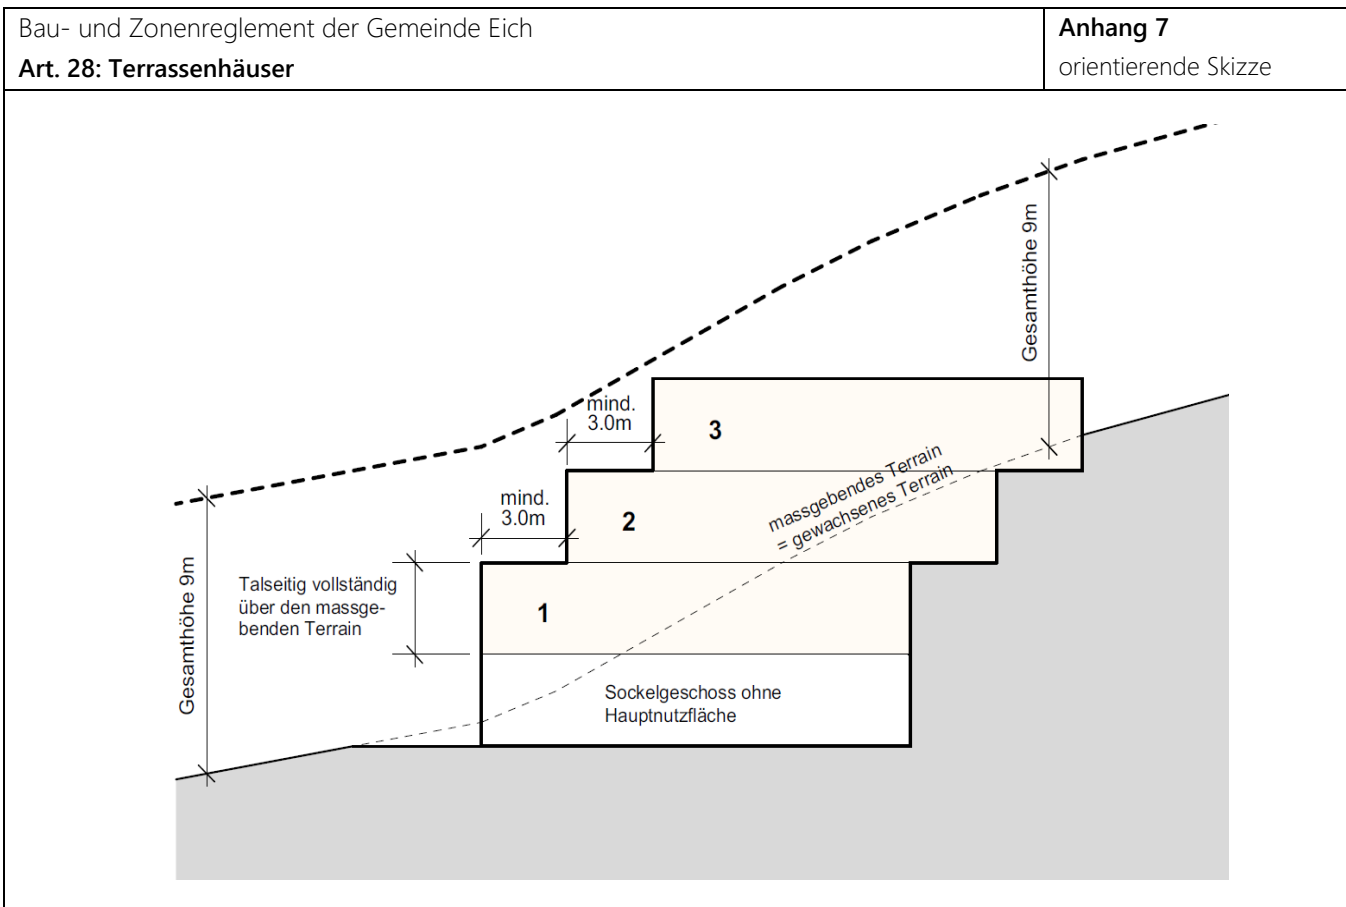 Bau- und Zonenreglement der Gemeinde Eich
Art. 28: Terrassenhäuser
Anhang 7
orientierende Skizze
Gesamthöhe 9m
mind.
3.0m
3
massgebendes Terrain
= gewachsenes Terrain
mind.
3.0m
2
Talseitig vollständig
über den massge-
benden Terrain
1
Gesamthöhe 9m
Sockelgeschoss ohne
Hauptnutzfläche